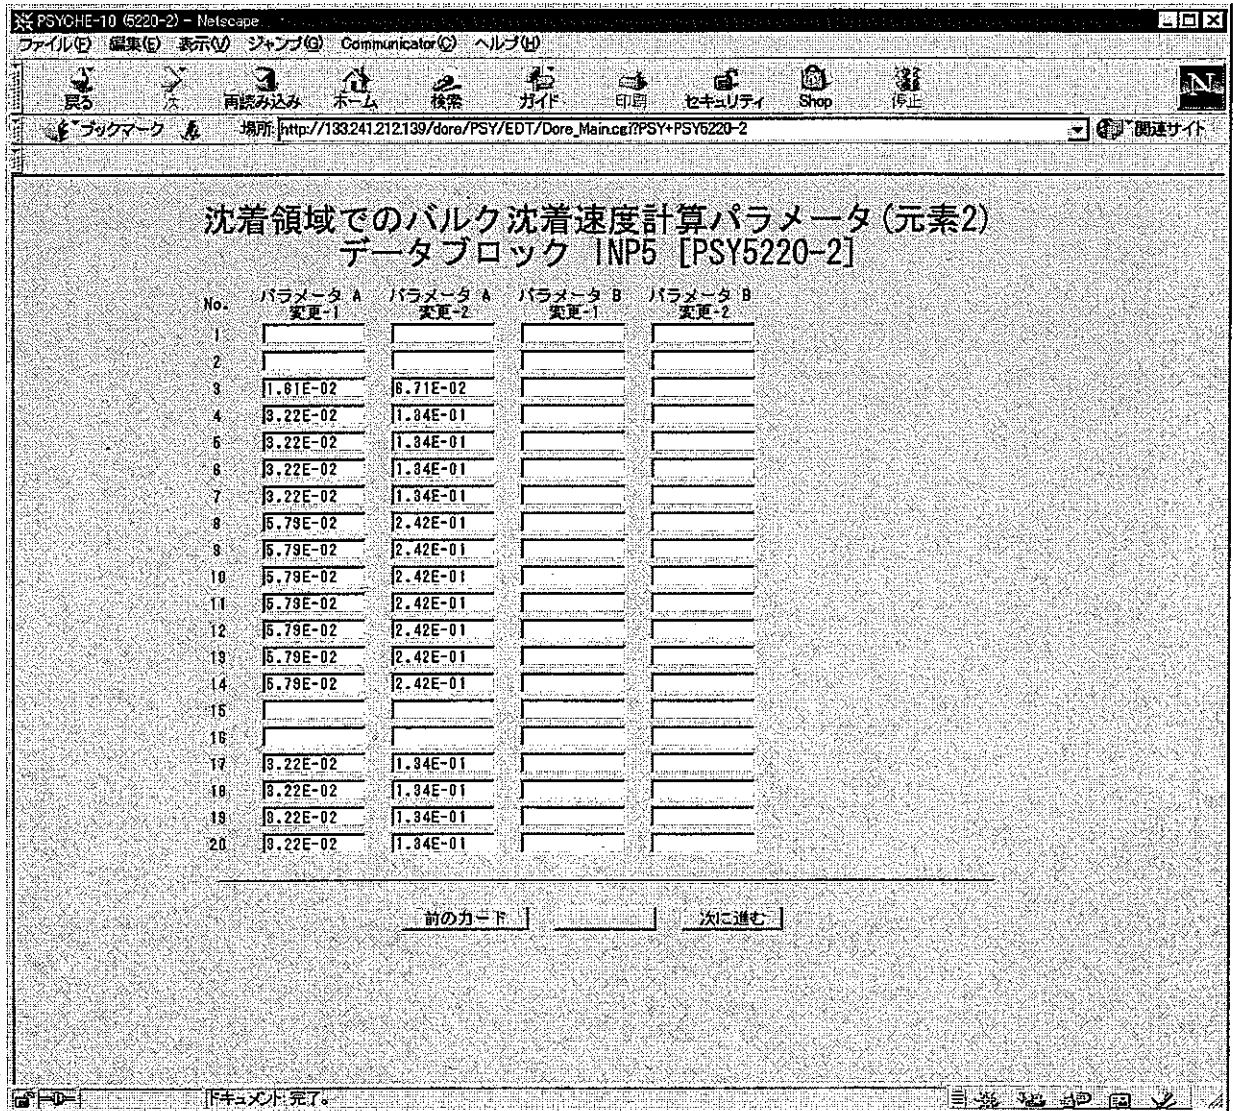 PSYCHE-10 (5220-2) - Netscape
ファイル(F) 編集(E) 表示(V) ジャンプ(G) Communicator(C) ヘルプ(H)
戻る 次 再読み込み ホーム 検索 ガイド 印刷 セキュリティ Shop 停止
ブックマーク 場所: http://133.241.212.139/dore/PSY/EDT/Dore_Main.cgi?PSY+PSY5220-2 関連サイト
沈着領域でのバルク沈着速度計算パラメータ(元素2)
データブロック INP5 [PSY5220-2]
No. パラメータ A 変更-1 パラメータ A 変更-2 パラメータ B 変更-1 パラメータ B 変更-2
1
2
3 1.61E-02 6.71E-02
4 3.22E-02 1.34E-01
5 3.22E-02 1.34E-01
6 3.22E-02 1.34E-01
7 3.22E-02 1.34E-01
8 5.79E-02 2.42E-01
9 5.79E-02 2.42E-01
10 5.79E-02 2.42E-01
11 5.79E-02 2.42E-01
12 5.79E-02 2.42E-01
13 5.79E-02 2.42E-01
14 5.79E-02 2.42E-01
15
16
17 3.22E-02 1.34E-01
18 3.22E-02 1.34E-01
19 3.22E-02 1.34E-01
20 3.22E-02 1.34E-01
前のカード 次に進む
ドキュメント: 完了。